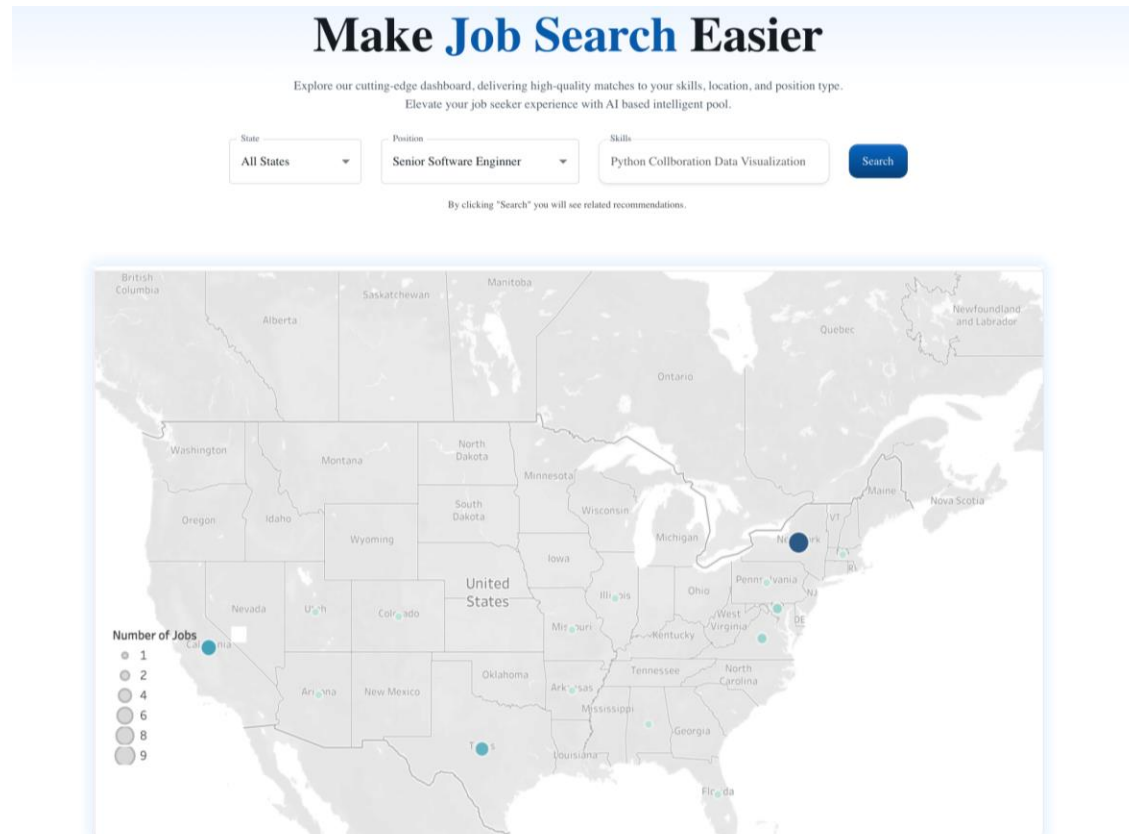 Make Job Search Easier
Explore our cutting-edge dashboard, delivering high-quality matches to your skills, location, and position type.
Elevate your job seeker experience with AI based intelligent pool.
State
All States
Position
Senior Software Enginner
Skills
Python Collboration Data Visualization
Search
By clicking "Search" you will see related recommendations.
British
Columbia
Alberta
Saskatchewan
Manitoba
Ontario
Quebec
Newfoundland
and Labrador
Washington
Montana
North
Dakota
Minnesota
Wisconsin
Michigan
Maine
Nova Scotia
Oregon
Idaho
Wyoming
South
Dakota
Iowa
VT
RI
United
States
Ohio
NJ
DE
Nevada
West
Virginia
Kentucky
Number of Jobs
1
2
4
6
8
9
New Mexico
Oklahoma
Tennessee
North
Carolina
Mississippi
Georgia
Louisiana